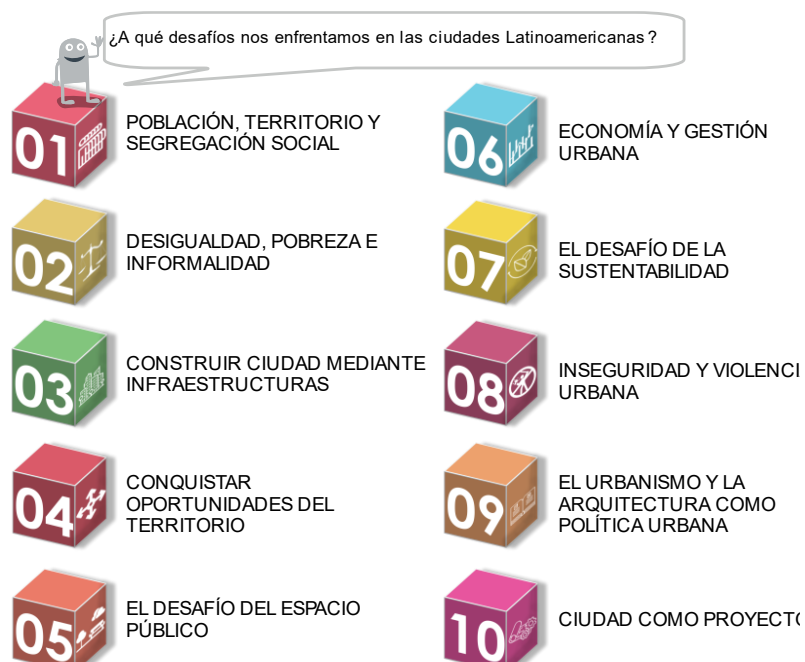 ¿A qué desafíos nos enfrentamos en las ciudades Latinoamericanas?
01
POBLACIÓN, TERRITORIO Y
SEGREGACIÓN SOCIAL
02
DESIGUALDAD, POBREZA E
INFORMALIDAD
03
CONSTRUIR CIUDAD MEDIANTE
INFRAESTRUCTURAS
04
CONQUISTAR
OPORTUNIDADES DEL
TERRITORIO
05
EL DESAFÍO DEL ESPACIO
PÚBLICO
06
ECONOMÍA Y GESTIÓN
URBANA
07
EL DESAFÍO DE LA
SUSTENTABILIDAD
08
INSEGURIDAD Y VIOLENCI
URBANA
09
EL URBANISMO Y LA
ARQUITECTURA COMO
POLÍTICA URBANA
10
CIUDAD COMO PROYECTO